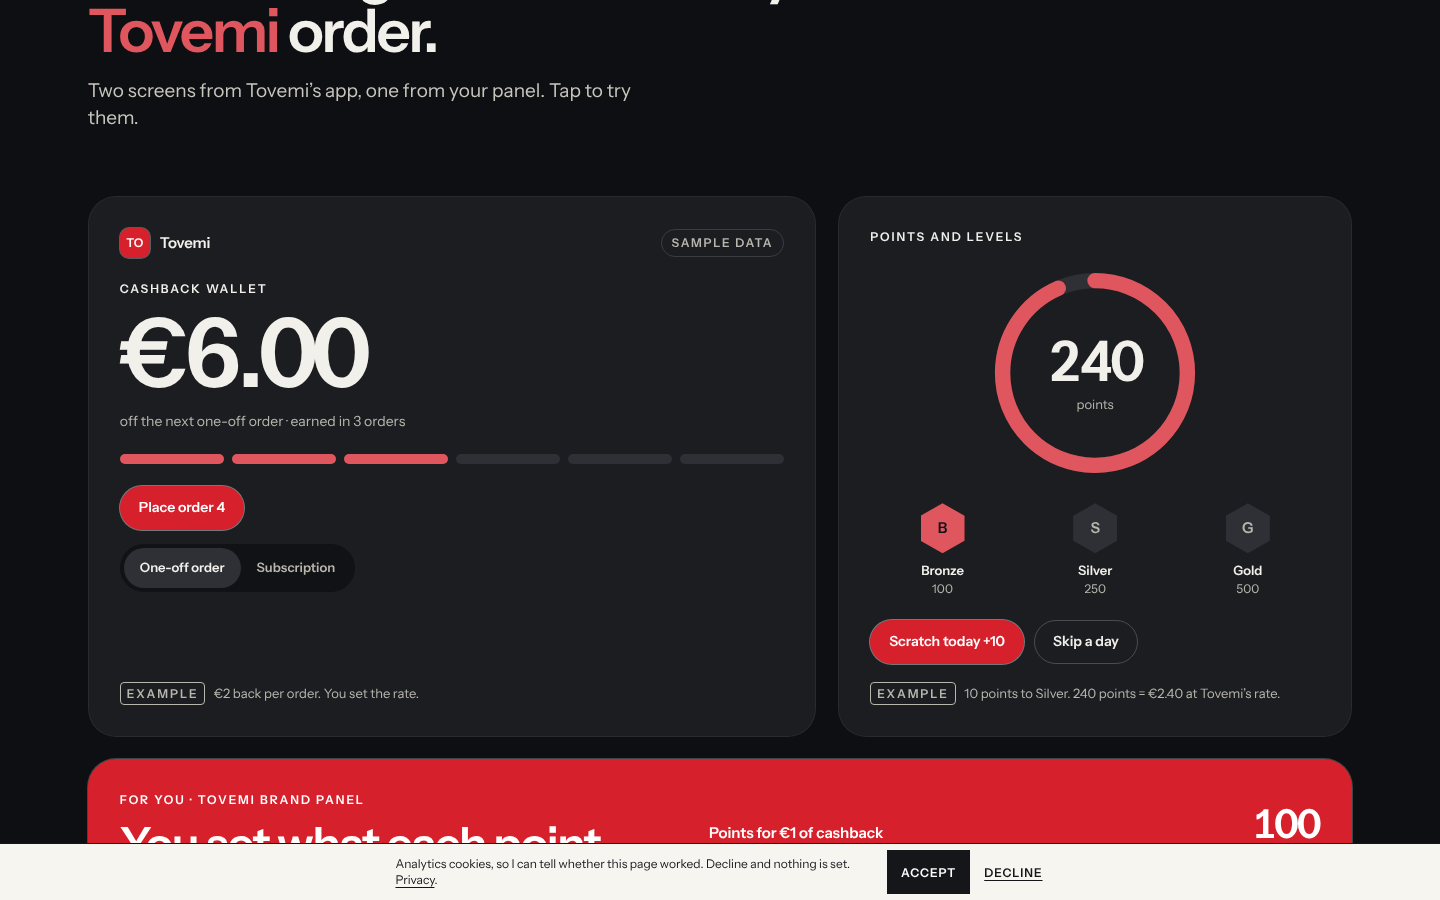 Tovemi order.
Two screens from Tovemi’s app, one from your panel. Tap to try
them.
TO Tovemi
SAMPLE DATA
CASHBACK WALLET
€6.00
off the next one-off order · earned in 3 orders
Place order 4
One-off order Subscription
EXAMPLE €2 back per order. You set the rate.
POINTS AND LEVELS
240
points
B S G
Bronze Silver Gold
100 250 500
Scratch today +10 Skip a day
EXAMPLE 10 points to Silver. 240 points = €2.40 at Tovemi’s rate.
FOR YOU · TOVEMI BRAND PANEL
You set what each point
Points for €1 of cashback
100
Analytics cookies, so I can tell whether this page worked. Decline and nothing is set.
Privacy.
ACCEPT DECLINE